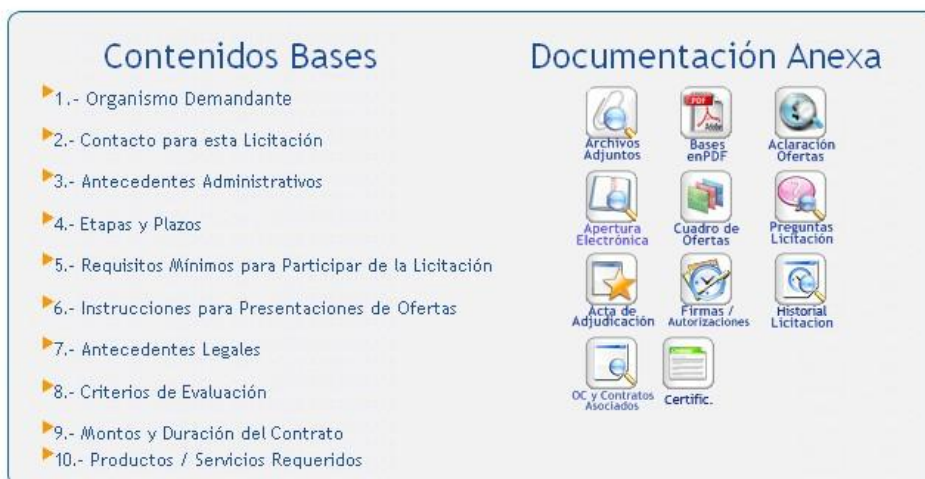 Contenidos Bases
1.- Organismo Demandante
2.- Contacto para esta Licitación
3.- Antecedentes Administrativos
4.- Etapas y Plazos
5.- Requisitos Mínimos para Participar de la Licitación
6.- Instrucciones para Presentaciones de Ofertas
7.- Antecedentes Legales
8.- Criterios de Evaluación
9.- Montos y Duración del Contrato
10.- Productos / Servicios Requeridos
Documentación Anexa
Archivos
Adjuntos
PDF
Adobe
Bases
enPDF
Aclaración
Ofertas
Apertura
Electrónica
Cuadro de
Ofertas
Preguntas
Licitación
Acta de
Adjudicación
Firmas /
Autorizaciones
Historial
Licitacion
OC y Contratos
Asociados
Certific.